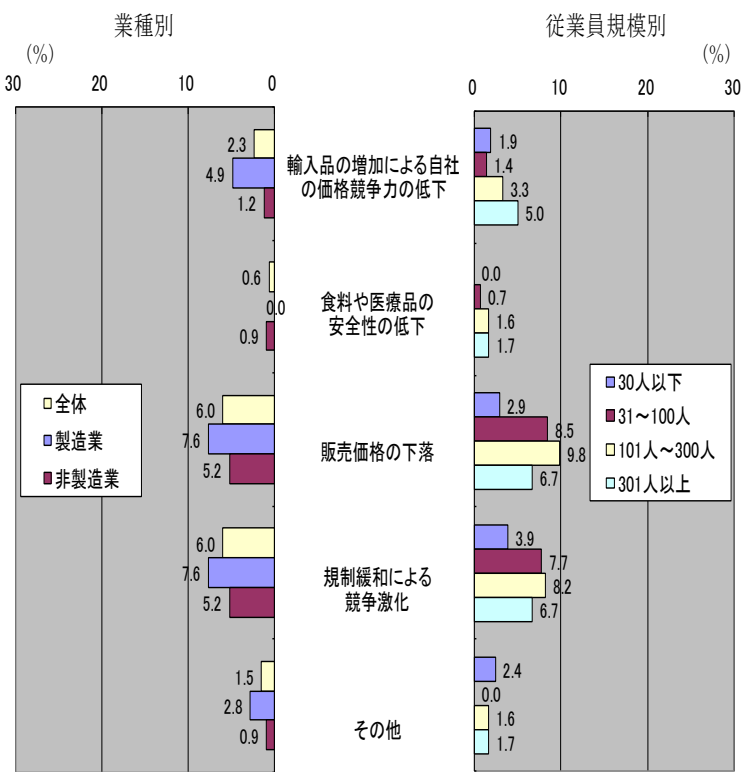 業種別
従業員規模別
(%)
(%)
30
20
10
0
0
10
20
30
2.3
4.9
1.2
輸入品の増加による自社
の価格競争力の低下
1.9
1.4
3.3
5.0
0.6
0.0
0.9
食料や医療品の
安全性の低下
0.0
0.7
1.6
1.7
全体
製造業
非製造業
6.0
7.6
5.2
販売価格の下落
2.9
8.5
9.8
6.7
30人以下
31～100人
101人～300人
301人以上
6.0
7.6
5.2
規制緩和による
競争激化
3.9
7.7
8.2
6.7
1.5
2.8
0.9
その他
2.4
0.0
1.6
1.7